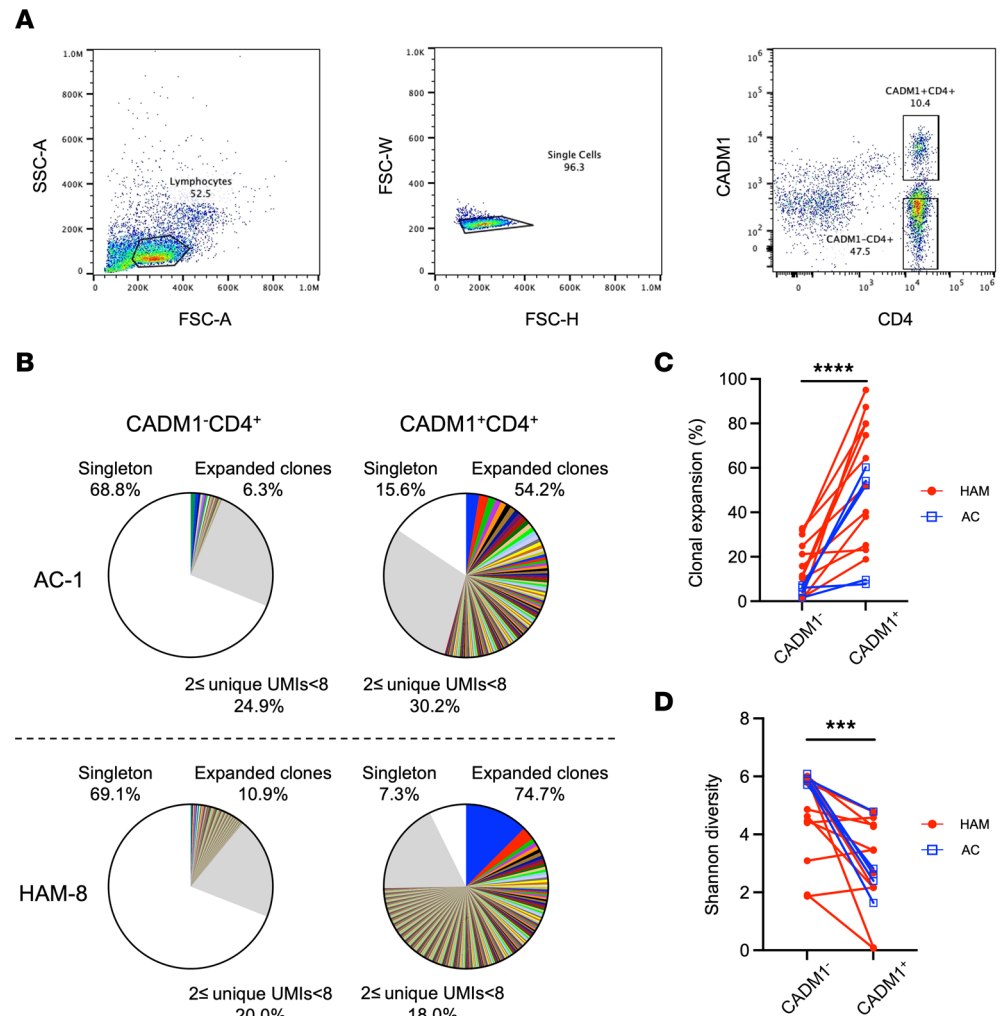 A
1.0M
800K
600K
400K
200K
0
SSC-A
Lymphocytes
52.5
0 200K 400K 600K 800K 1.0M
FSC-A
1.0K
800
600
400
200
0
FSC-W
Single Cells
96.3
0 200K 400K 600K 800K 1.0M
FSC-H
10^6
10^5
10^4
10^3
10^2
0
CADM1
CADM1+CD4+
10.4
CADM1-CD4+
47.5
0 10^3 10^4 10^5 10^6
CD4
B
CADM1-CD4+ CADM1+CD4+
Singleton Expanded clones Singleton Expanded clones
68.8% 6.3% 15.6% 54.2%
AC-1
2≤ unique UMIs<8 2≤ unique UMIs<8
24.9% 30.2%
Singleton Expanded clones Singleton Expanded clones
69.1% 10.9% 7.3% 74.7%
HAM-8
2≤ unique UMIs<8 2≤ unique UMIs<8
20.0% 18.0%
C
****
100
80
60
40
20
0
Clonal expansion (%)
HAM
AC
CADM1- CADM1+
D
***
8
6
4
2
0
Shannon diversity
HAM
AC
CADM1- CADM1+